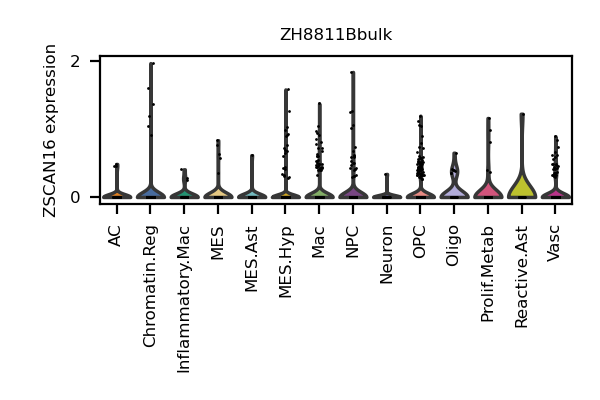 ZH8811Bbulk
ZSCAN16 expression
2
0
AC
Chromatin.Reg
Inflammatory.Mac
MES
MES.Ast
MES.Hyp
Mac
NPC
Neuron
OPC
Oligo
Prolif.Metab
Reactive.Ast
Vasc